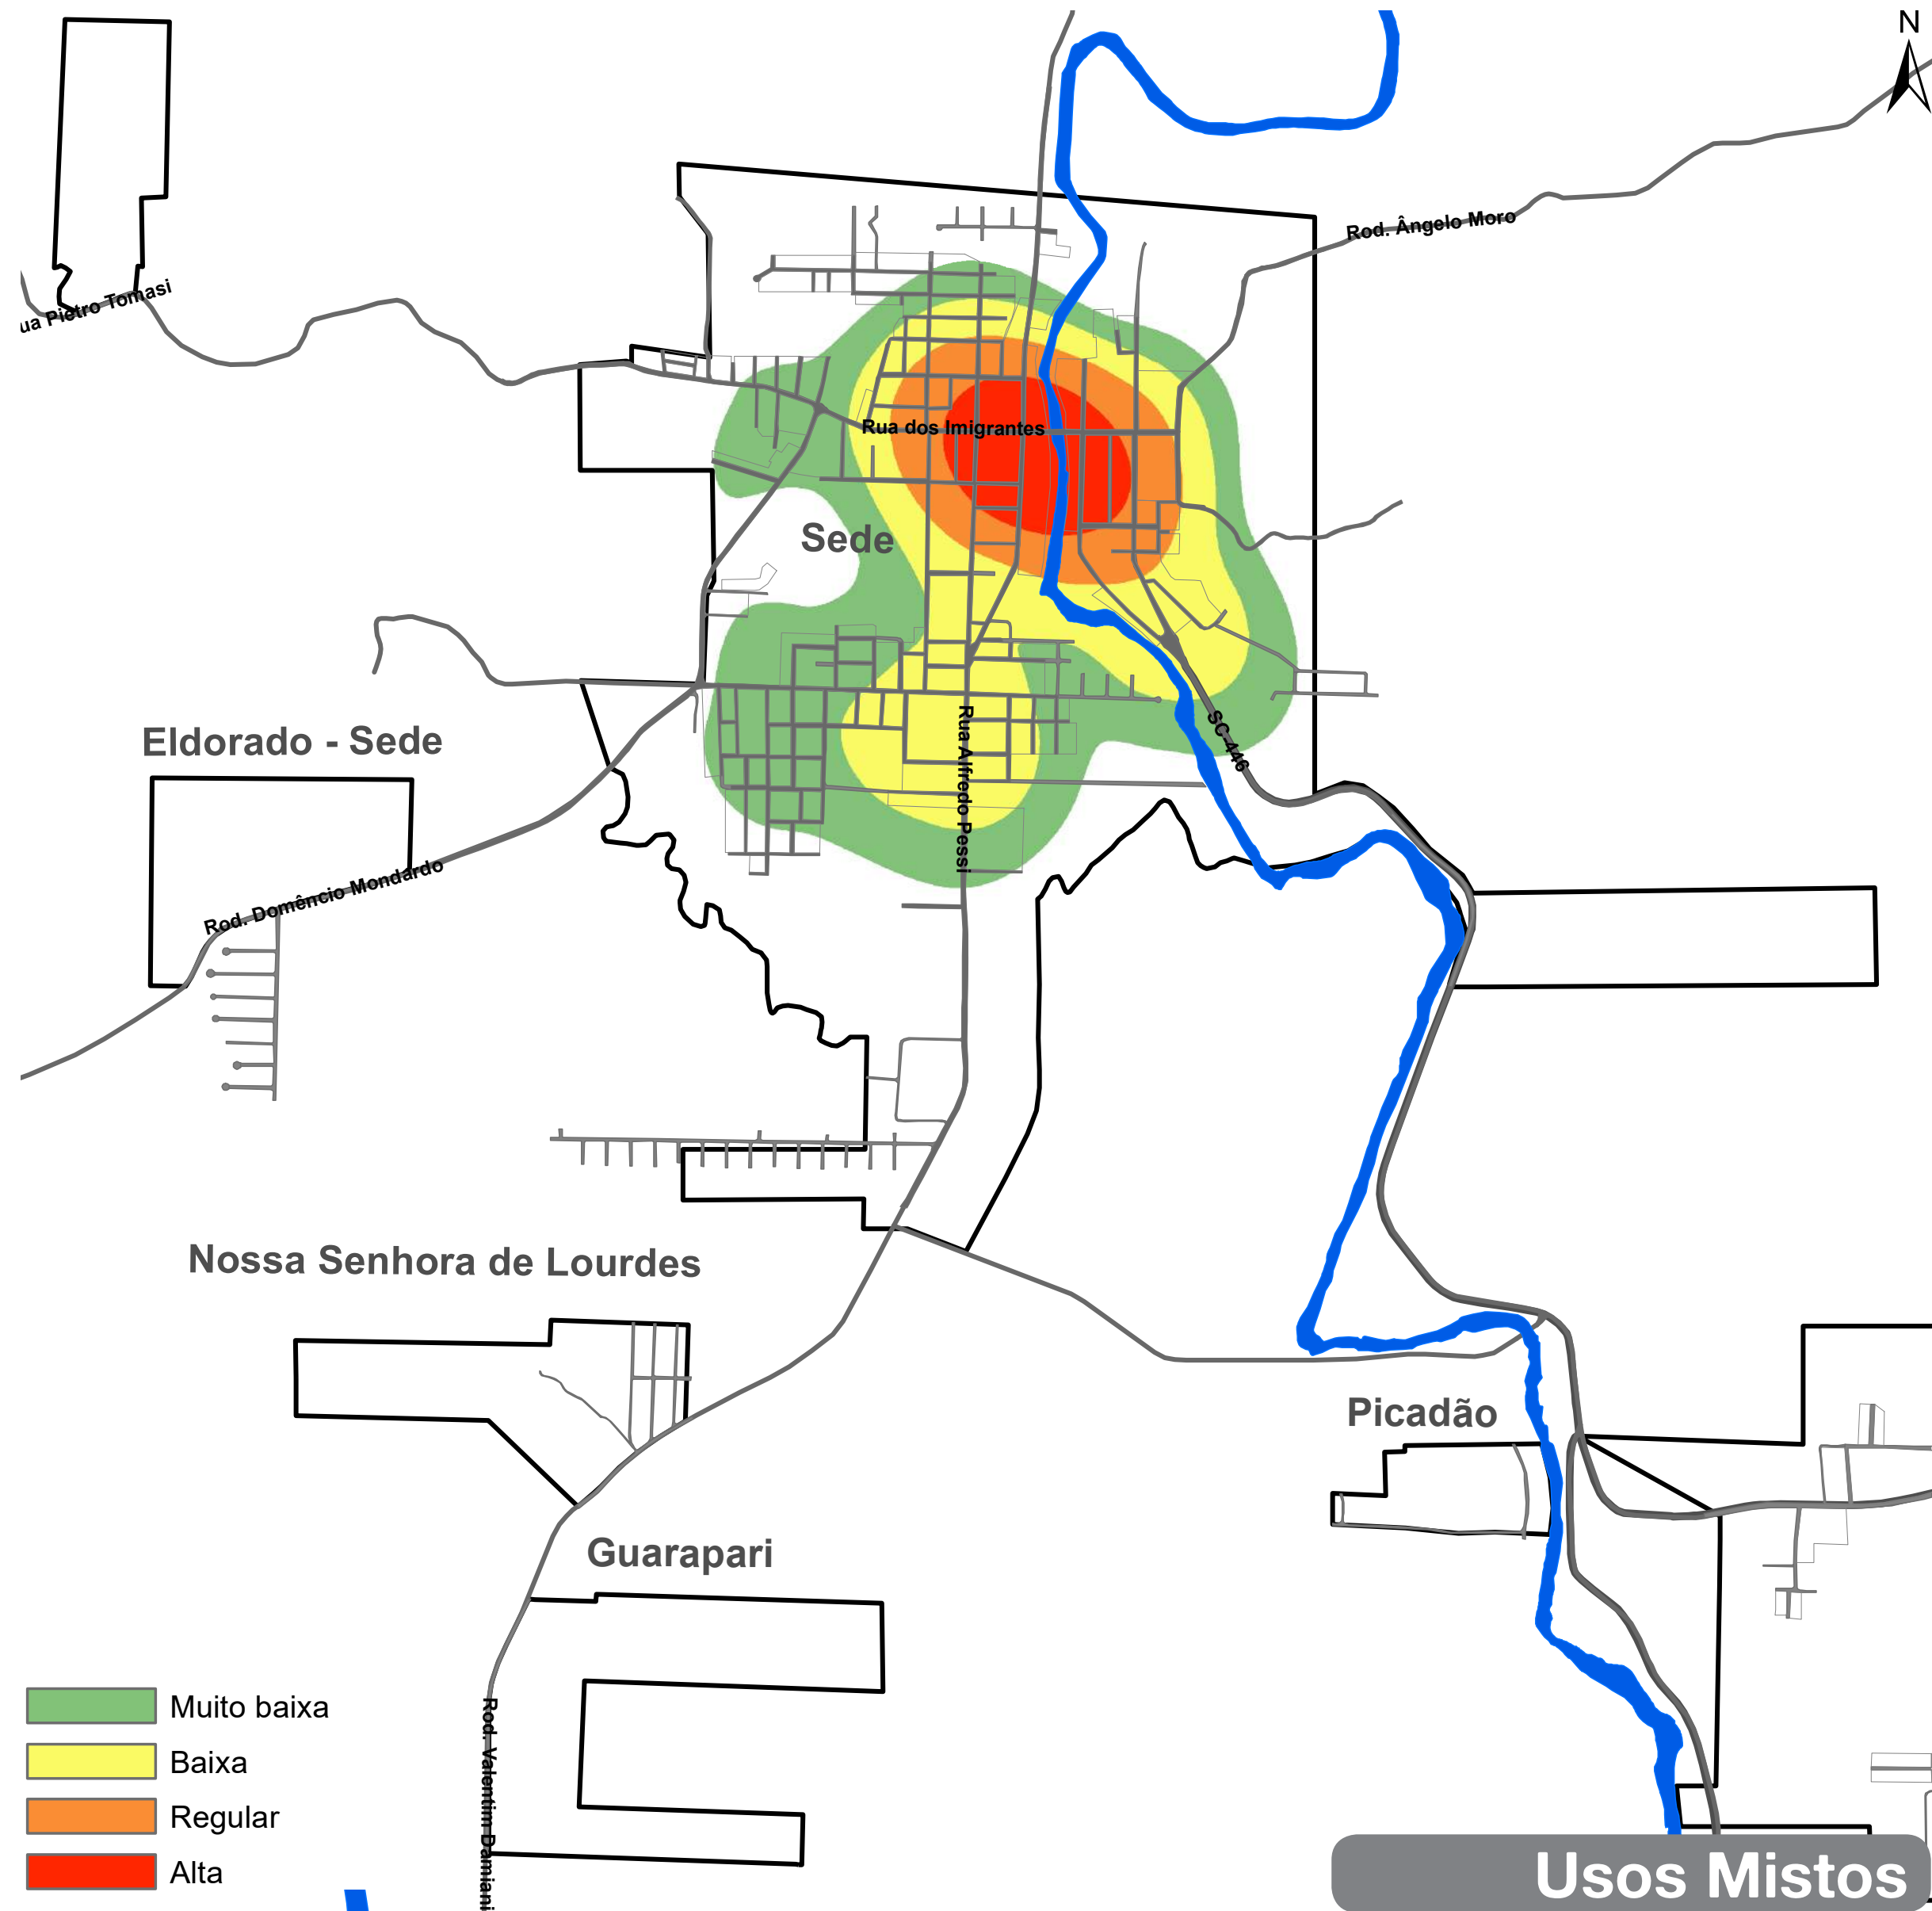 N
Rod. Ângelo Moro
ua Pietro Tomasi
Rua dos Imigrantes
Sede
Eldorado - Sede
Rua Alfredo Pessi
SC 446
Rod. Domêncio Mondardo
Nossa Senhora de Lourdes
Picadão
Guarapari
Rod. Valentim Damiani
Muito baixa
Baixa
Regular
Alta
Usos Mistos